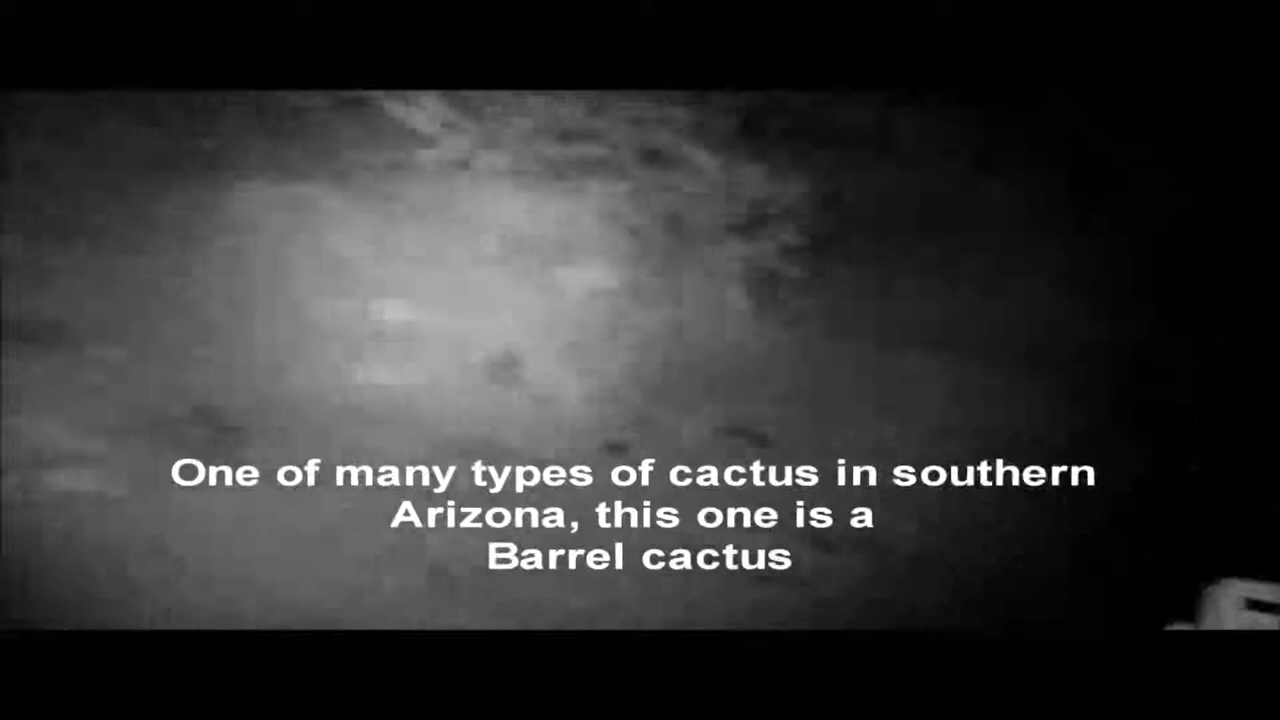 One of many types of cactus in southern
Arizona, this one is a
Barrel cactus